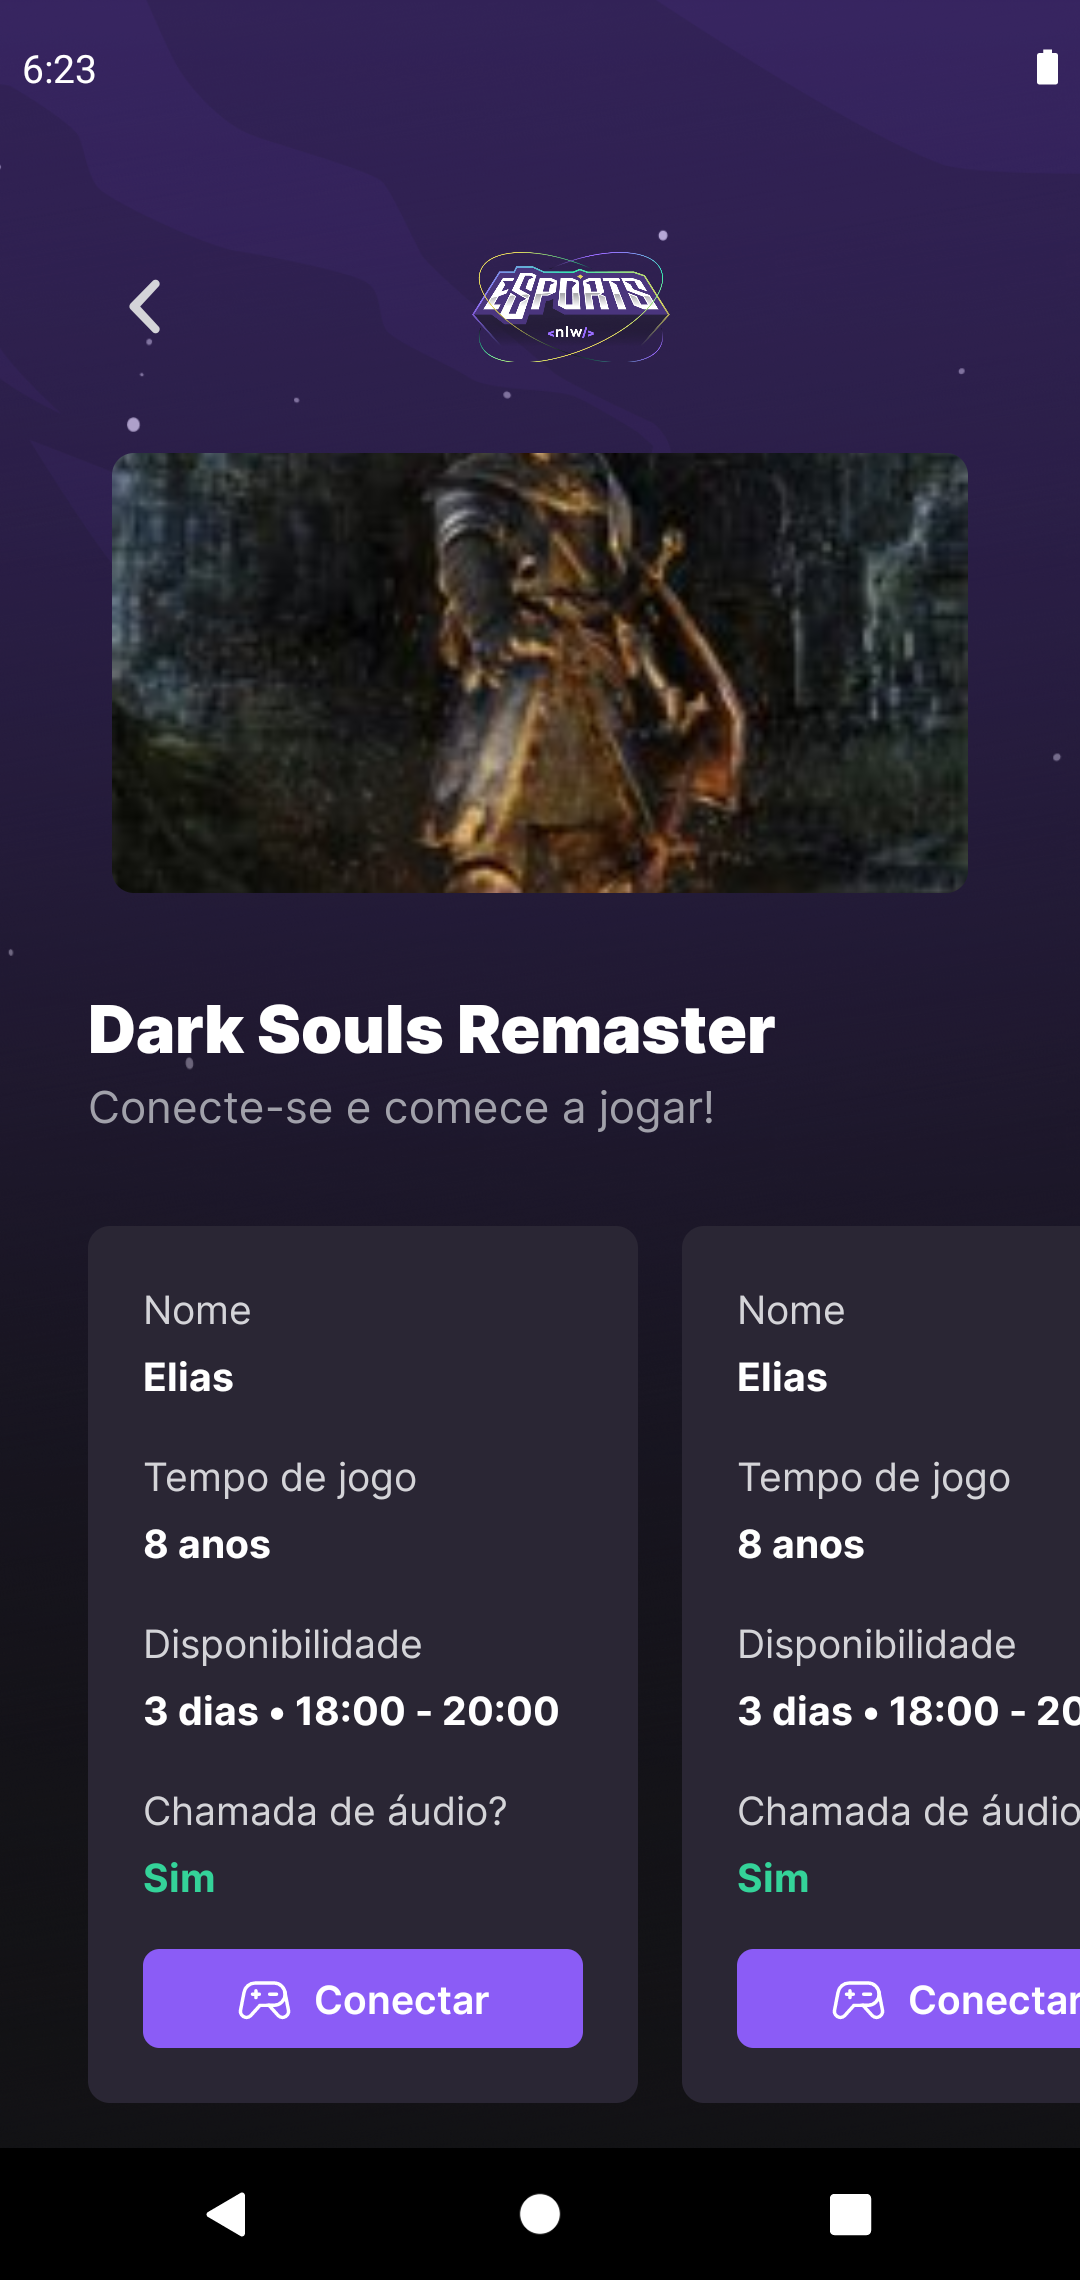 6:23
ESPORTS
<nlw/>
Dark Souls Remaster
Conecte-se e comece a jogar!
Nome
Elias
Tempo de jogo
8 anos
Disponibilidade
3 dias • 18:00 - 20:00
Chamada de áudio?
Sim
Conectar
Nome
Elias
Tempo de jogo
8 anos
Disponibilidade
3 dias • 18:00 - 20
Chamada de áudio
Sim
Conectar